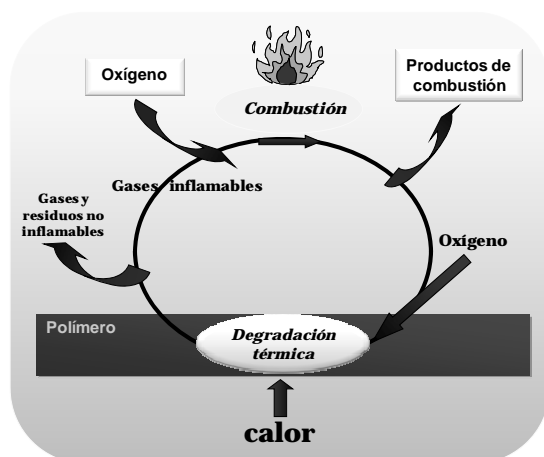 Oxígeno
Combustión
Productos de
combustión
Gases inflamables
Gases y
residuos no
inflamables
Oxígeno
Polímero
Degradación
térmica
calor